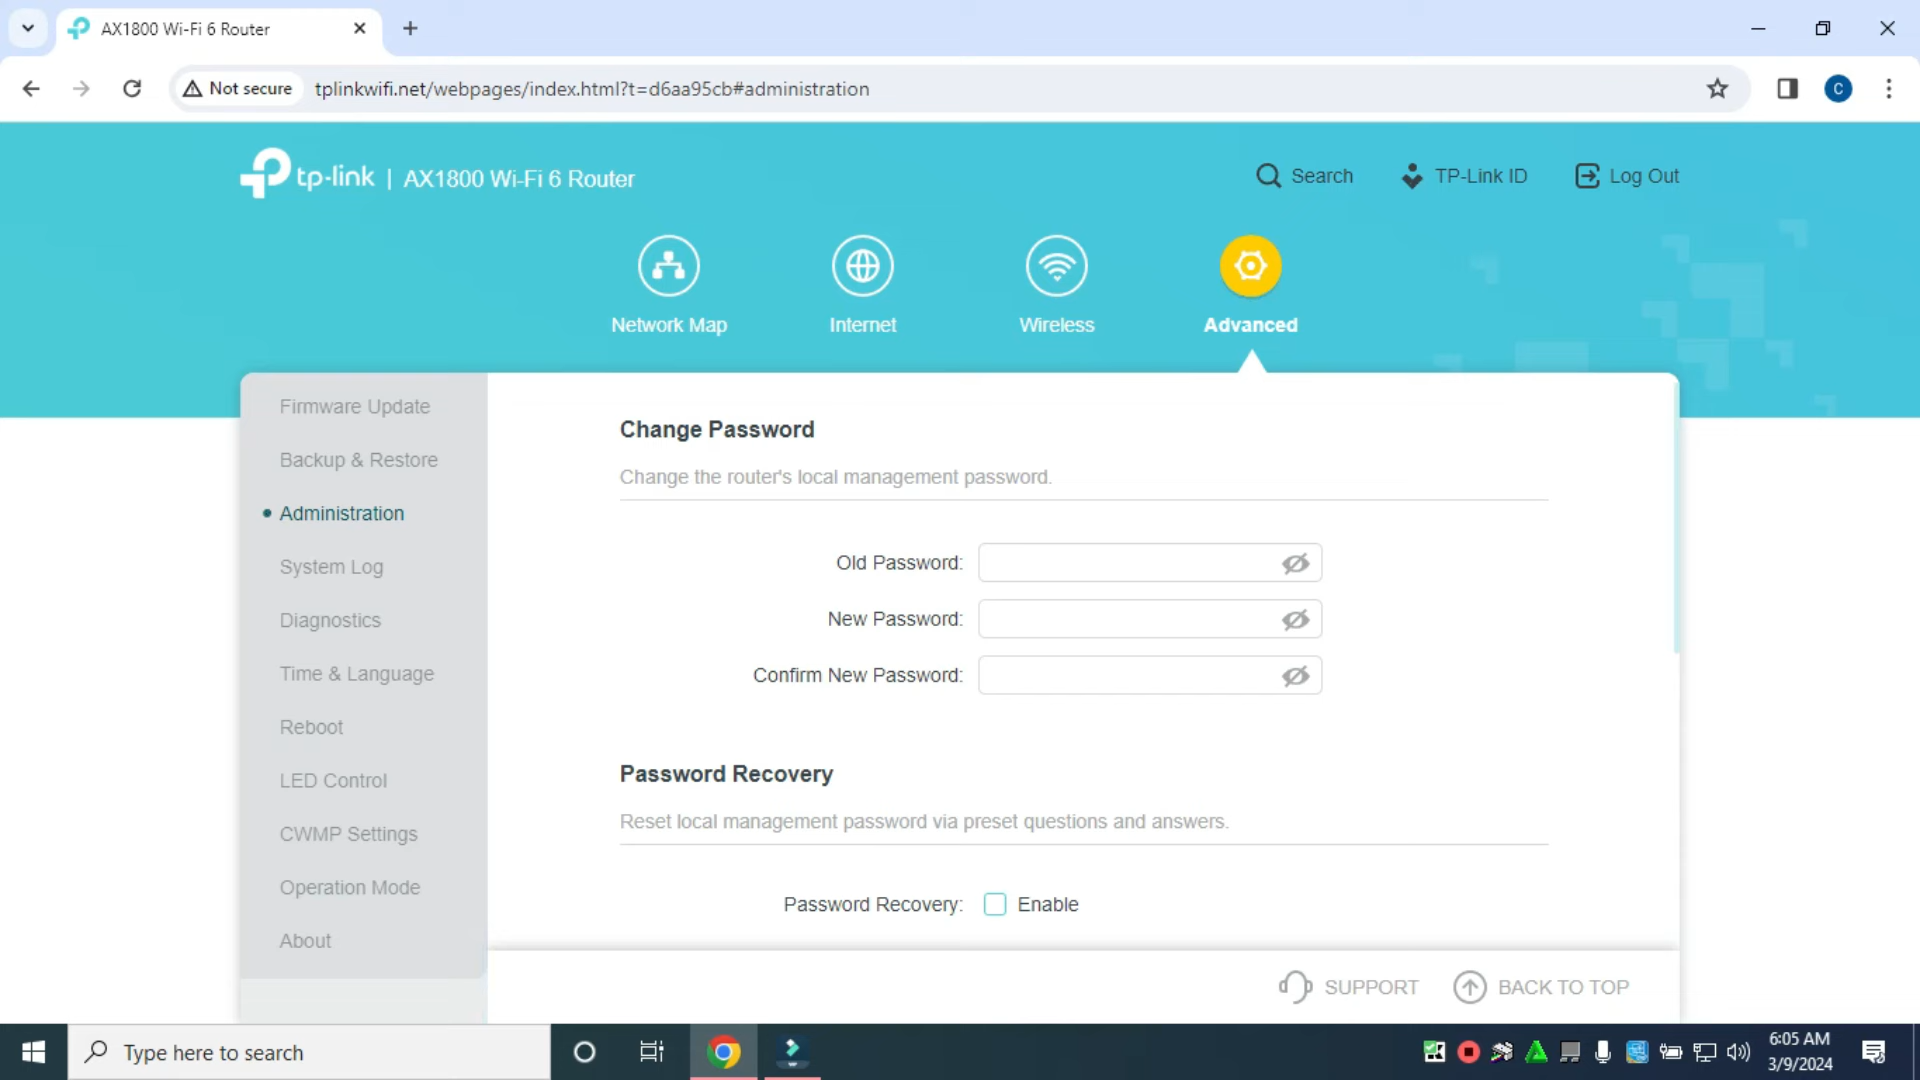 AX1800 Wi-Fi 6 Router
Not secure
tplinkwifi.net/webpages/index.html?t=d6aa95cb#administration
C
tp-link | AX1800 Wi-Fi 6 Router
Search
TP-Link ID
Log Out
Network Map
Internet
Wireless
Advanced
Firmware Update
Backup & Restore
Administration
System Log
Diagnostics
Time & Language
Reboot
LED Control
CWMP Settings
Operation Mode
About
Change Password
Change the router's local management password.
Old Password:
New Password:
Confirm New Password:
Password Recovery
Reset local management password via preset questions and answers.
Password Recovery: Enable
SUPPORT
BACK TO TOP
Type here to search
6:05 AM
3/9/2024